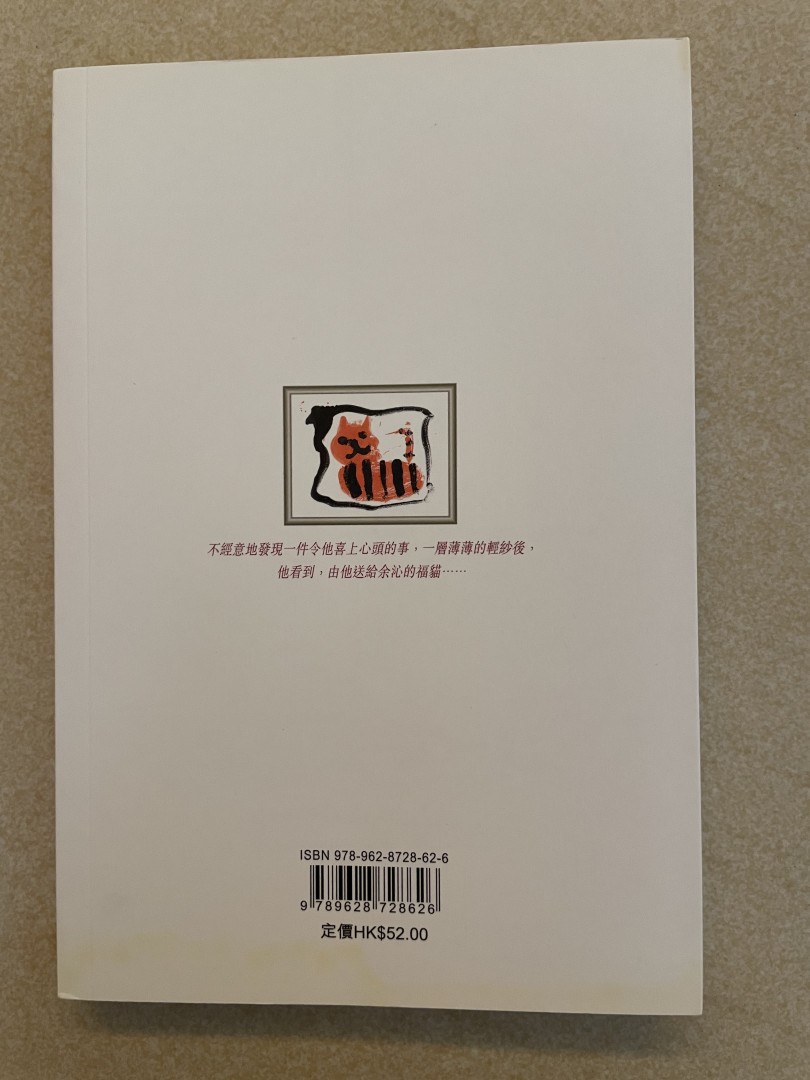 不經意地發現一件令他喜上心頭的事，一層薄薄的輕紗後，
他看到，由他送給余沁的福貓……
ISBN 978-962-8728-62-6
9 789628 728626
定價HK$52.00